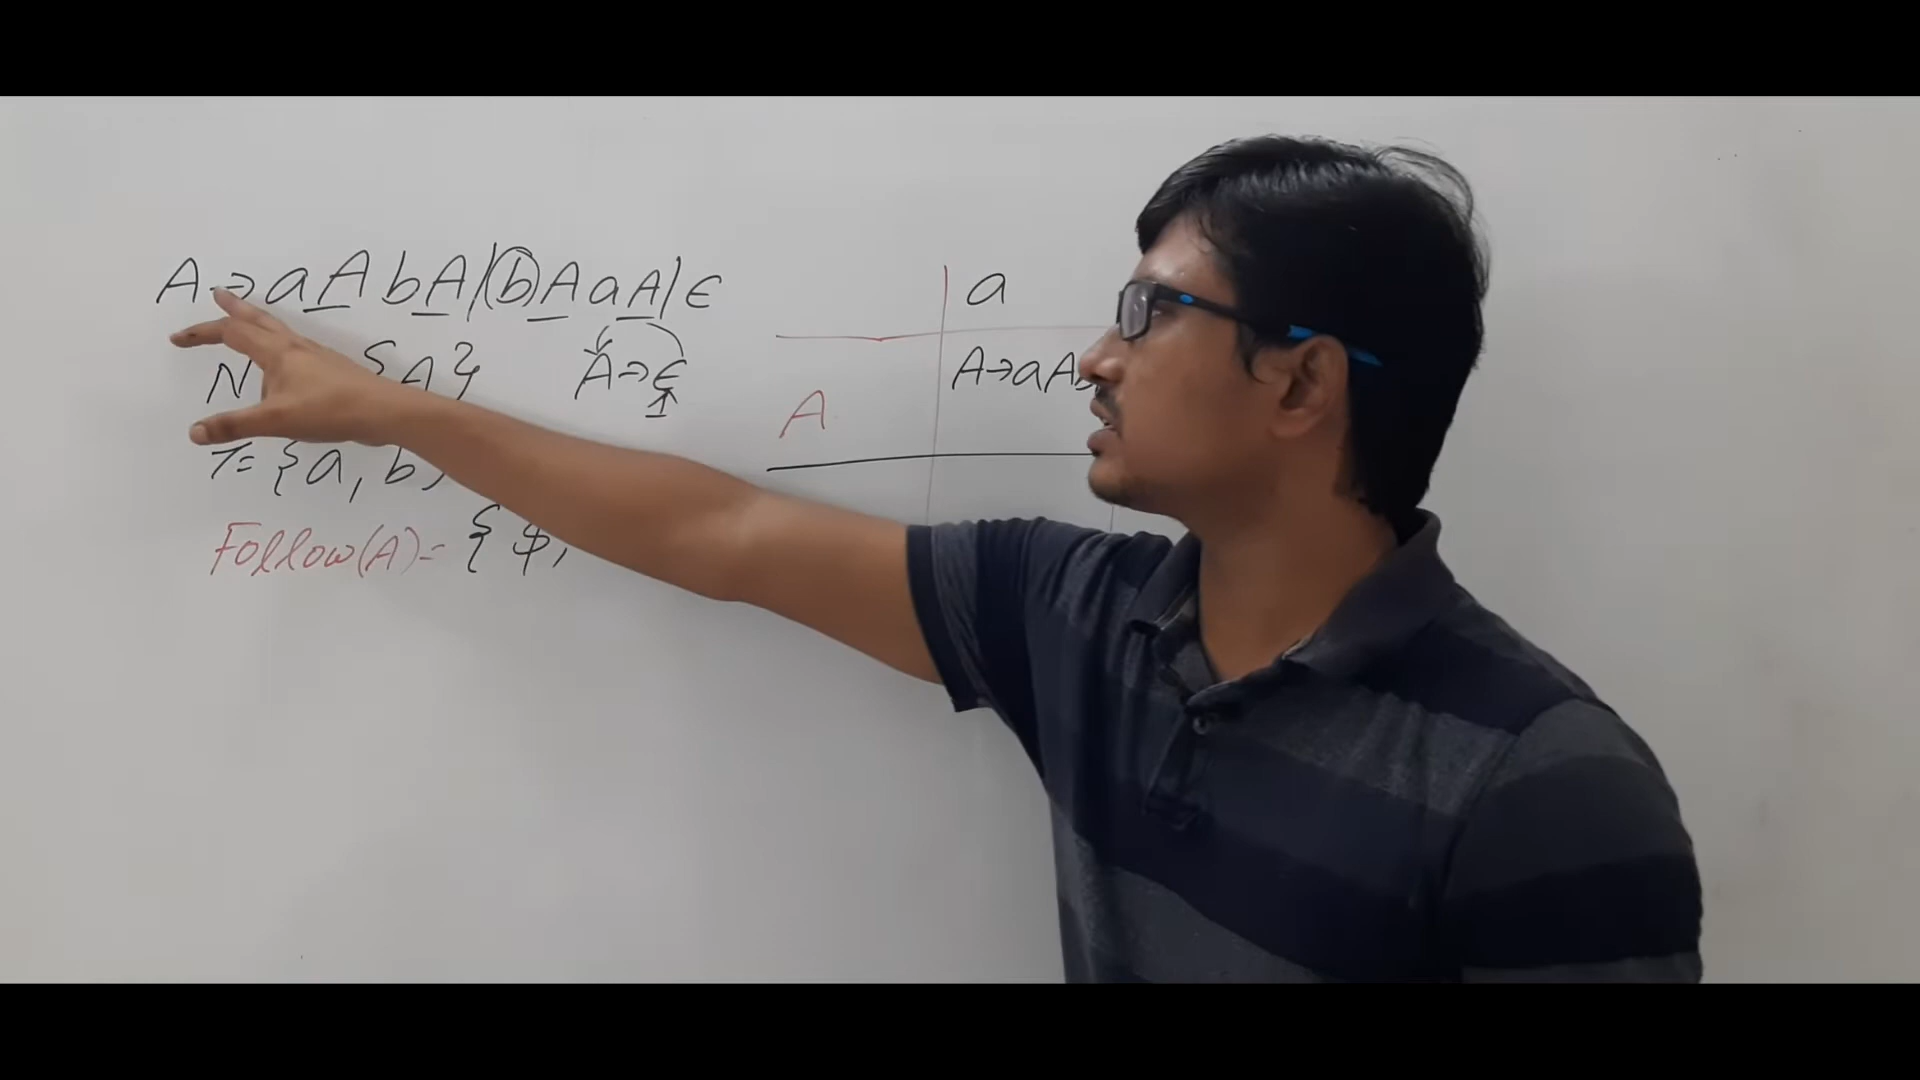 A→aAbA/bAaA/ϵ
N {A}
A→ϵ
T={a, b,
Follow(A)= {$,
a
A→aAb
A